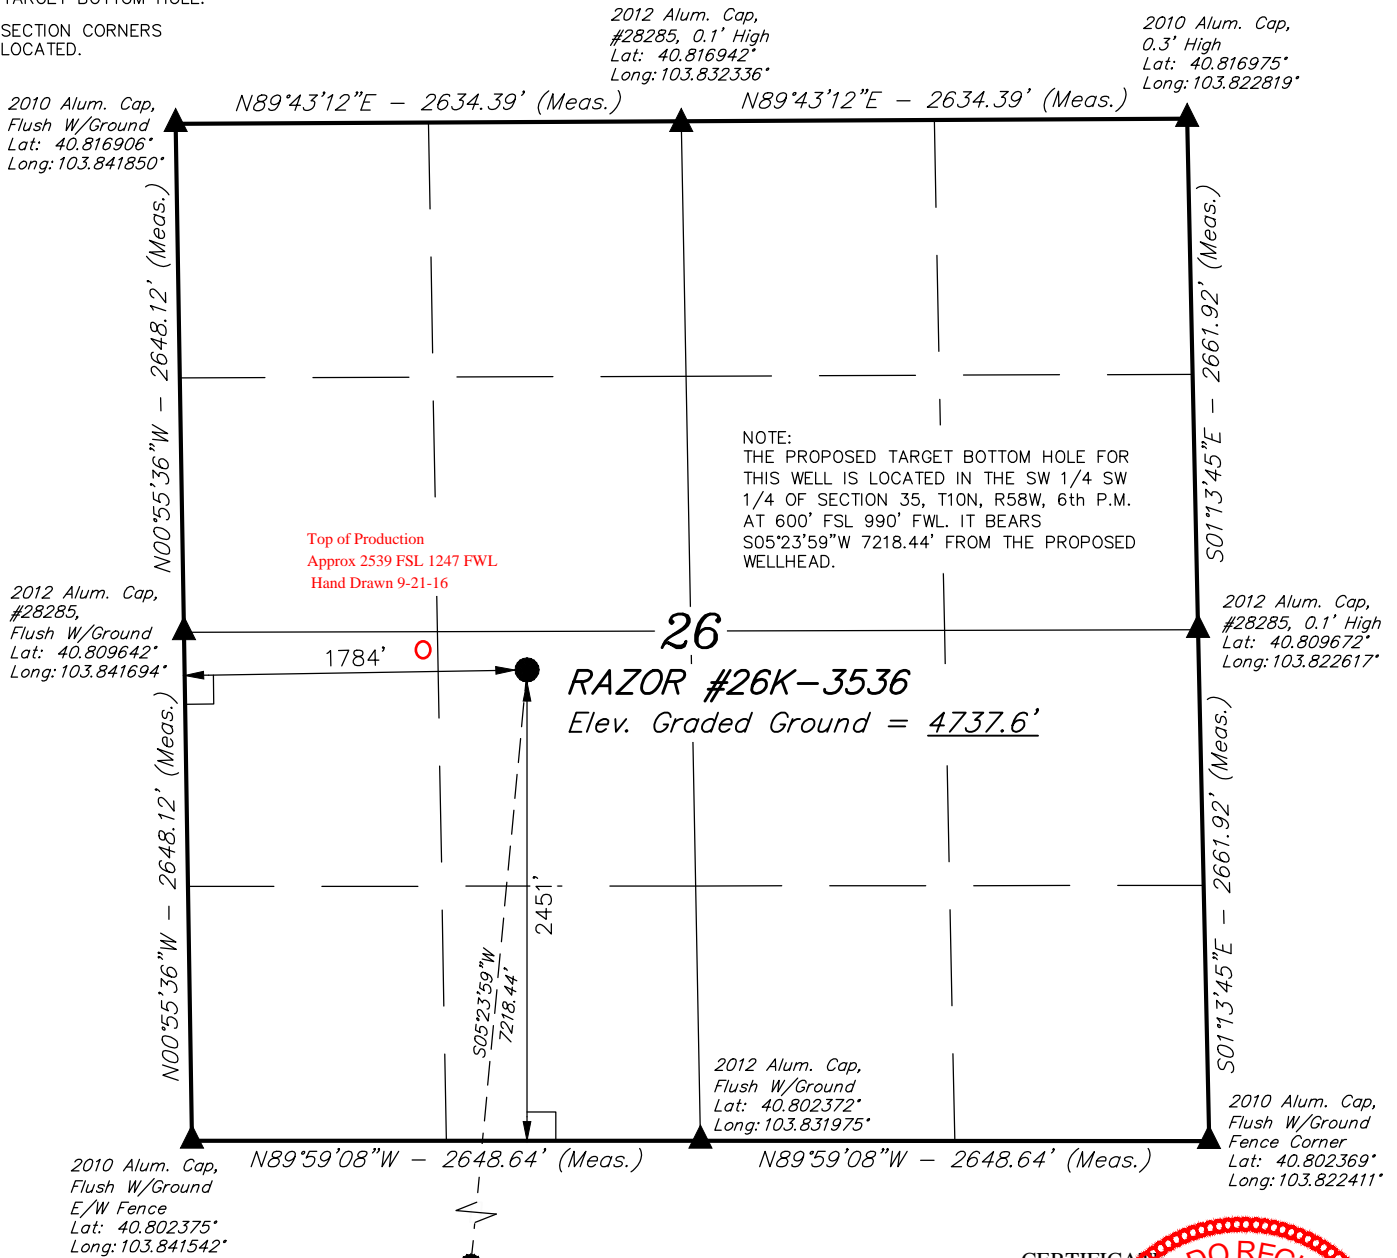 TARGET BOTTOM HOLE.
SECTION CORNERS
LOCATED.
2012 Alum. Cap,
#28285, 0.1' High
Lat: 40.816942°
Long: 103.832336°
2010 Alum. Cap,
0.3' High
Lat: 40.816975°
Long: 103.822819°
2010 Alum. Cap,
Flush W/Ground
Lat: 40.816906°
Long: 103.841850°
N89°43'12"E – 2634.39' (Meas.)
N89°43'12"E – 2634.39' (Meas.)
N00°55'36"W – 2648.12' (Meas.)
S01°13'45"E – 2661.92' (Meas.)
NOTE:
THE PROPOSED TARGET BOTTOM HOLE FOR
THIS WELL IS LOCATED IN THE SW 1/4 SW
1/4 OF SECTION 35, T10N, R58W, 6th P.M.
AT 600' FSL 990' FWL. IT BEARS
S05°23'59"W 7218.44' FROM THE PROPOSED
WELLHEAD.
Top of Production
Approx 2539 FSL 1247 FWL
Hand Drawn 9-21-16
2012 Alum. Cap,
#28285,
Flush W/Ground
Lat: 40.809642°
Long: 103.841694°
2012 Alum. Cap,
#28285, 0.1' High
Lat: 40.809672°
Long: 103.822617°
26
1784'
RAZOR #26K-3536
Elev. Graded Ground = 4737.6'
N00°55'36"W – 2648.12' (Meas.)
2451'
S05°23'59"W
7218.44'
S01°13'45"E – 2661.92' (Meas.)
2012 Alum. Cap,
Flush W/Ground
Lat: 40.802372°
Long: 103.831975°
2010 Alum. Cap,
Flush W/Ground
Fence Corner
Lat: 40.802369°
Long: 103.822411°
N89°59'08"W – 2648.64' (Meas.)
N89°59'08"W – 2648.64' (Meas.)
2010 Alum. Cap,
Flush W/Ground
E/W Fence
Lat: 40.802375°
Long: 103.841542°